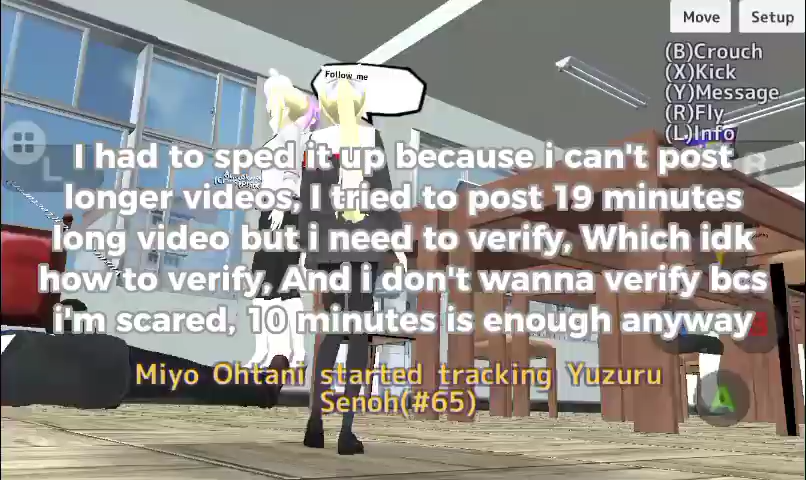 Move Setup
(B)Crouch
(X)Kick
(Y)Message
(R)Fly
(L)Info
Follow me
I had to sped it up because i can't post
longer videos, I tried to post 19 minutes
long video but i need to verify, Which idk
how to verify, And i don't wanna verify bcs
i'm scared, 10 minutes is enough anyway
Miyo Ohtani started tracking Yuzuru
Senoh(#65)
L
A